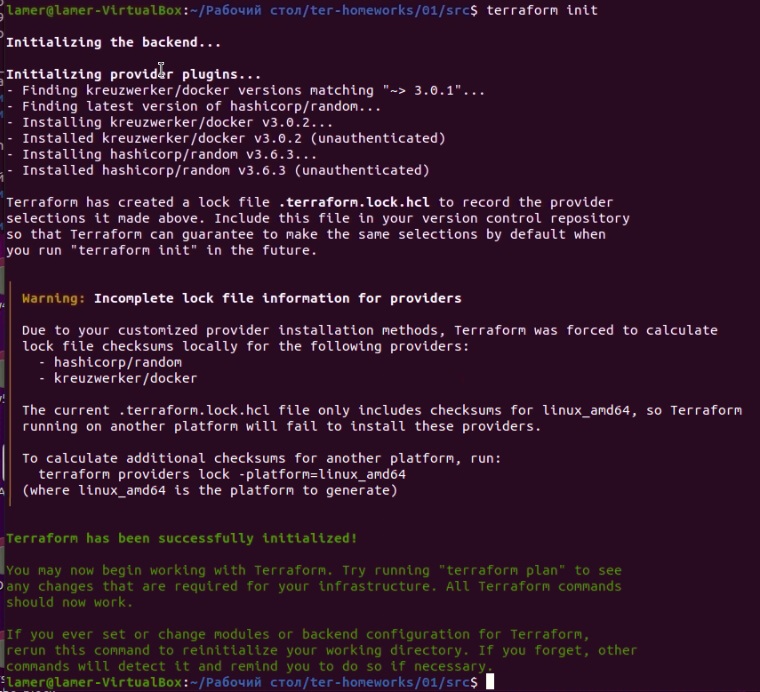 lamer@lamer-VirtualBox:~/Рабочий стол/ter-homeworks/01/src$ terraform init
Initializing the backend...
Initializing provider plugins...
- Finding kreuzwerker/docker versions matching "~> 3.0.1"...
- Finding latest version of hashicorp/random...
- Installing kreuzwerker/docker v3.0.2...
- Installed kreuzwerker/docker v3.0.2 (unauthenticated)
- Installing hashicorp/random v3.6.3...
- Installed hashicorp/random v3.6.3 (unauthenticated)
Terraform has created a lock file .terraform.lock.hcl to record the provider
selections it made above. Include this file in your version control repository
so that Terraform can guarantee to make the same selections by default when
you run "terraform init" in the future.
Warning: Incomplete lock file information for providers
Due to your customized provider installation methods, Terraform was forced to calculate
lock file checksums locally for the following providers:
- hashicorp/random
- kreuzwerker/docker
The current .terraform.lock.hcl file only includes checksums for linux_amd64, so Terraform
running on another platform will fail to install these providers.
To calculate additional checksums for another platform, run:
terraform providers lock -platform=linux_amd64
(where linux_amd64 is the platform to generate)
Terraform has been successfully initialized!
You may now begin working with Terraform. Try running "terraform plan" to see
any changes that are required for your infrastructure. All Terraform commands
should now work.
If you ever set or change modules or backend configuration for Terraform,
rerun this command to reinitialize your working directory. If you forget, other
commands will detect it and remind you to do so if necessary.
lamer@lamer-VirtualBox:~/Рабочий стол/ter-homeworks/01/src$